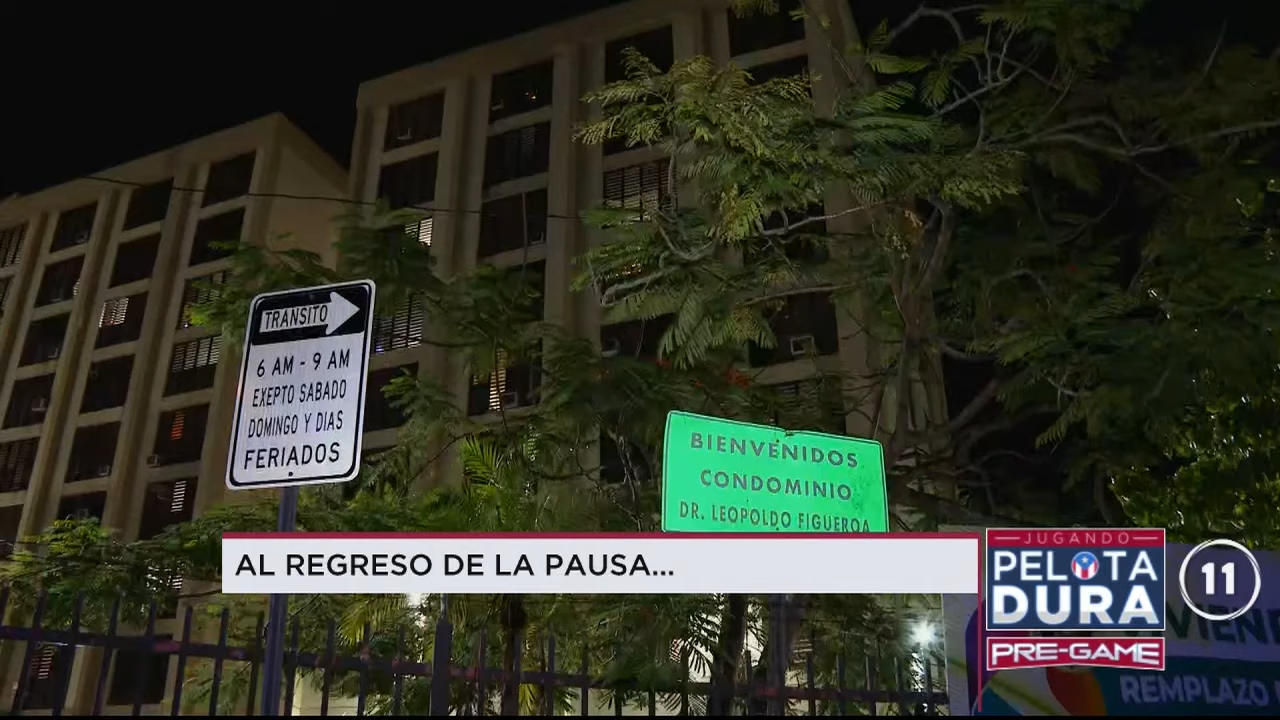 TRANSITO
6 AM - 9 AM
EXEPTO SABADO
DOMINGO Y DIAS
FERIADOS
BIENVENIDOS
CONDOMINIO
DR. LEOPOLDO FIGUEROA
AL REGRESO DE LA PAUSA...
JUGANDO
PELOTA
DURA
PRE-GAME
11
VIENE
REMPLAZO